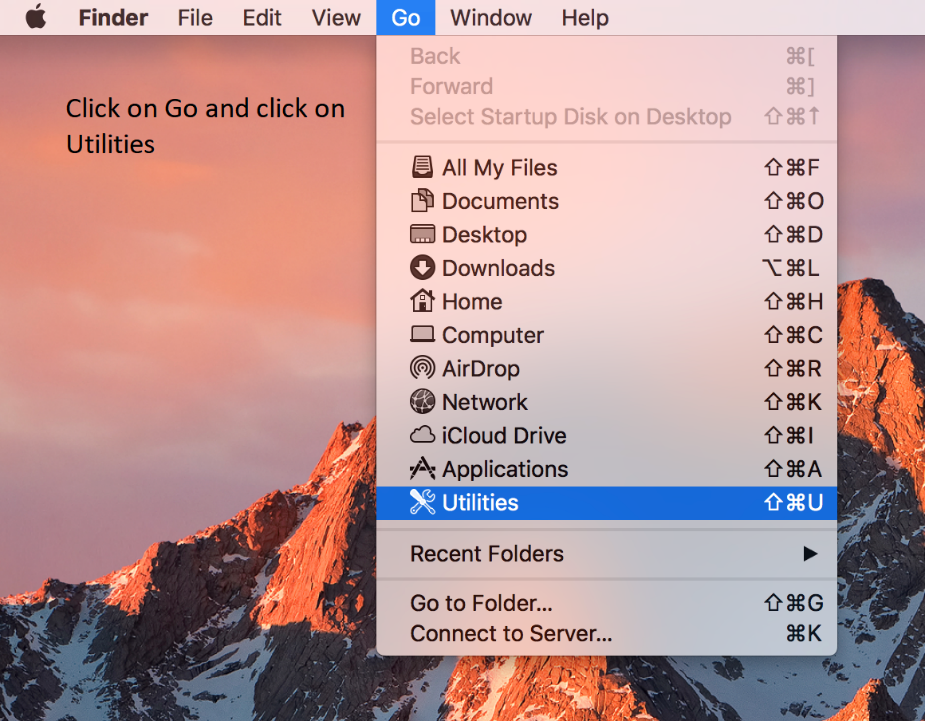 Finder File Edit View Go Window Help
Click on Go and click on
Utilities
Back ⌘[
Forward ⌘]
Select Startup Disk on Desktop ⇧⌘↑
All My Files ⇧⌘F
Documents ⇧⌘O
Desktop ⇧⌘D
Downloads ⌥⌘L
Home ⇧⌘H
Computer ⇧⌘C
AirDrop ⇧⌘R
Network ⇧⌘K
iCloud Drive ⇧⌘I
Applications ⇧⌘A
Utilities ⇧⌘U
Recent Folders ▶
Go to Folder... ⇧⌘G
Connect to Server... ⌘K